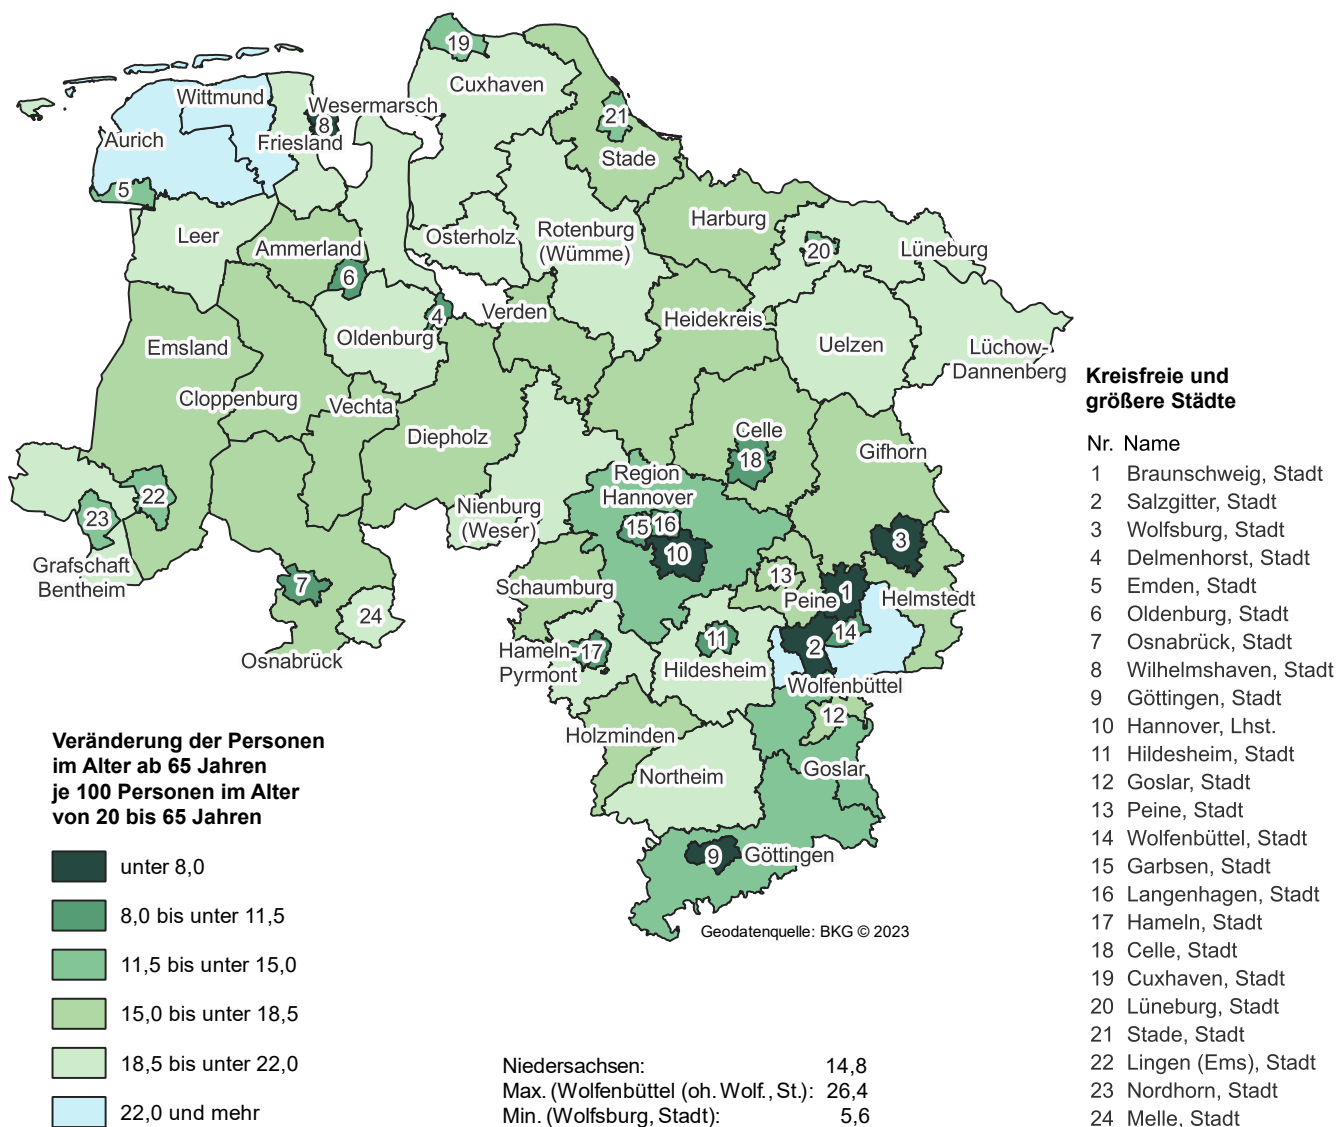 19
Cuxhaven
Wittmund
Wesermarsch
8
21
Aurich
Friesland
Stade
5
Harburg
Leer
Ammerland
Osterholz
Rotenburg
(Wümme)
20
Lüneburg
6
4
Verden
Heidekreis
Oldenburg
Emsland
Uelzen
Lüchow-
Dannenberg
Cloppenburg
Vechta
Diepholz
Celle
18
Gifhorn
Region
Hannover
22
23
Nienburg
(Weser)
15
16
10
3
Grafschaft
Bentheim
7
Schaumburg
13
Peine
1
Helmstedt
24
Osnabrück
Hameln-
Pyrmont
17
11
Hildesheim
2
14
Wolfenbüttel
12
Holzminden
Northeim
Goslar
9
Göttingen
Geodatenquelle: BKG © 2023
Kreisfreie und
größere Städte
Nr. Name
1 Braunschweig, Stadt
2 Salzgitter, Stadt
3 Wolfsburg, Stadt
4 Delmenhorst, Stadt
5 Emden, Stadt
6 Oldenburg, Stadt
7 Osnabrück, Stadt
8 Wilhelmshaven, Stadt
9 Göttingen, Stadt
10 Hannover, Lhst.
11 Hildesheim, Stadt
12 Goslar, Stadt
13 Peine, Stadt
14 Wolfenbüttel, Stadt
15 Garbsen, Stadt
16 Langenhagen, Stadt
17 Hameln, Stadt
18 Celle, Stadt
19 Cuxhaven, Stadt
20 Lüneburg, Stadt
21 Stade, Stadt
22 Lingen (Ems), Stadt
23 Nordhorn, Stadt
24 Melle, Stadt
Veränderung der Personen
im Alter ab 65 Jahren
je 100 Personen im Alter
von 20 bis 65 Jahren
unter 8,0
8,0 bis unter 11,5
11,5 bis unter 15,0
15,0 bis unter 18,5
18,5 bis unter 22,0
22,0 und mehr
Niedersachsen: 14,8
Max. (Wolfenbüttel (oh. Wolf., St.): 26,4
Min. (Wolfsburg, Stadt): 5,6